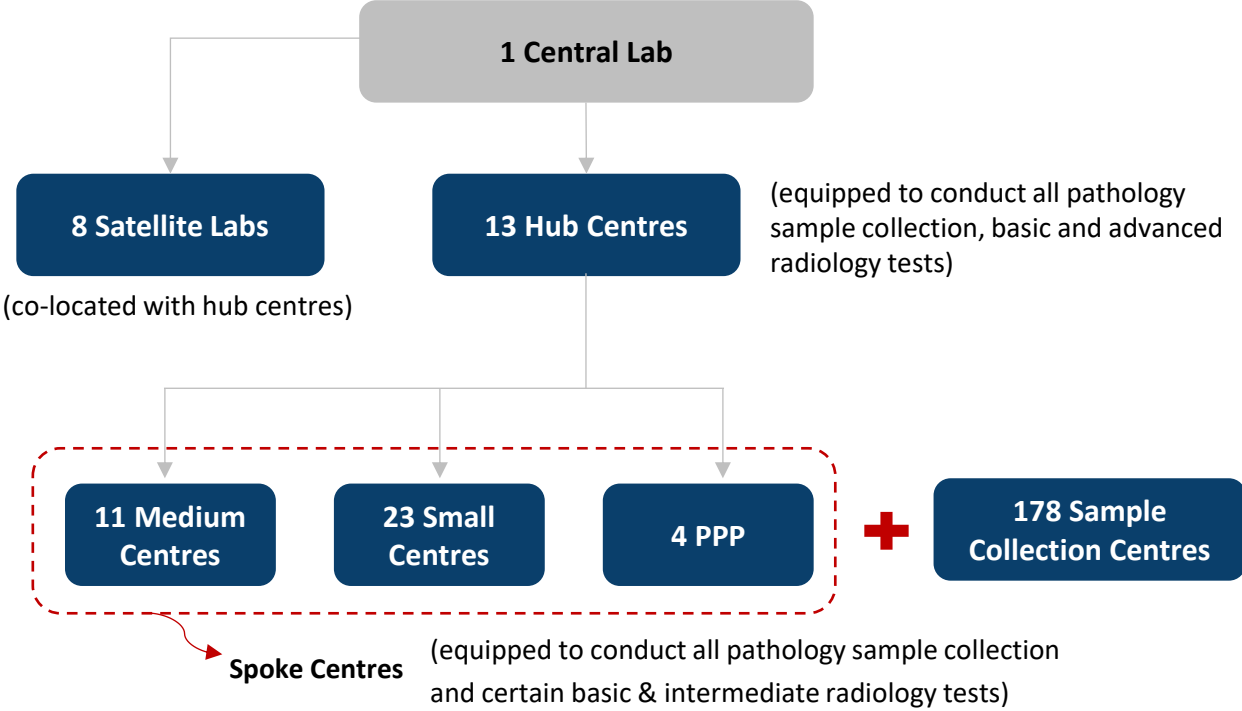 1 Central Lab
8 Satellite Labs
(co-located with hub centres)
13 Hub Centres
(equipped to conduct all pathology
sample collection, basic and advanced
radiology tests)
11 Medium
Centres
23 Small
Centres
4 PPP
178 Sample
Collection Centres
Spoke Centres
(equipped to conduct all pathology sample collection
and certain basic & intermediate radiology tests)